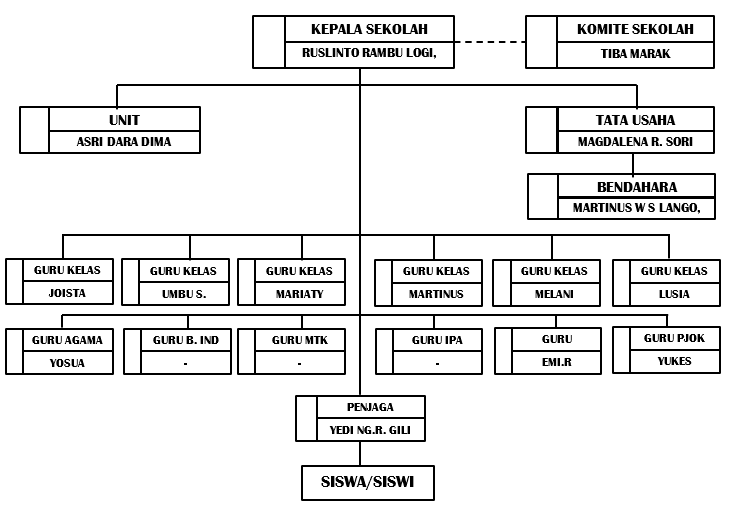 KEPALA SEKOLAH
RUSLINTO RAMBU LOGI,
KOMITE SEKOLAH
TIBA MARAK
UNIT
ASRI DARA DIMA
TATA USAHA
MAGDALENA R. SORI
BENDAHARA
MARTINUS W S LANGO,
GURU KELAS
JOISTA
GURU KELAS
UMBU S.
GURU KELAS
MARIATY
GURU KELAS
MARTINUS
GURU KELAS
MELANI
GURU KELAS
LUSIA
GURU AGAMA
YOSUA
GURU B. IND
-
GURU MTK
-
GURU IPA
-
GURU
EMI.R
GURU PJOK
YUKES
PENJAGA
YEDI NG.R. GILI
SISWA/SISWI